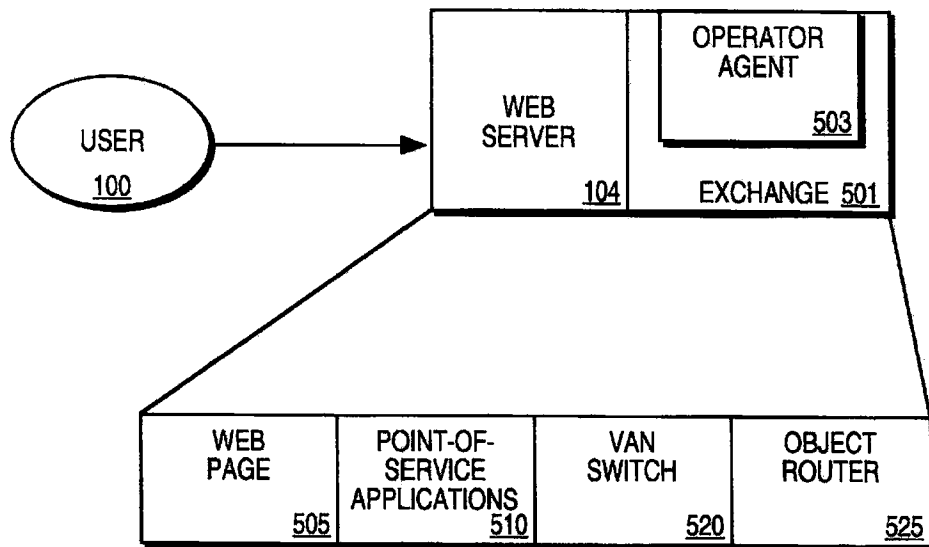 OPERATOR
AGENT
503
WEB
SERVER
104
EXCHANGE 501
USER
100
WEB
PAGE
505
POINT-OF-
SERVICE
APPLICATIONS
510
VAN
SWITCH
520
OBJECT
ROUTER
525